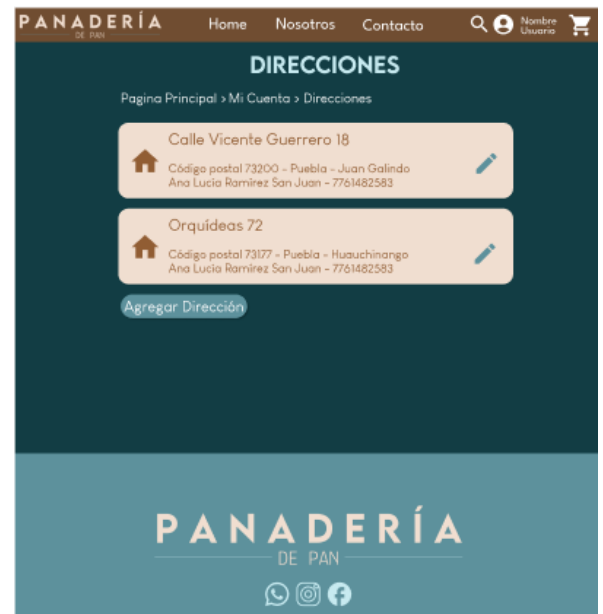 PANADERÍA
DE PAN
Home Nosotros Contacto
Nombre
Usuario
DIRECCIONES
Pagina Principal > Mi Cuenta > Direcciones
Calle Vicente Guerrero 18
Código postal 73200 - Puebla - Juan Galindo
Ana Lucia Ramirez San Juan - 7761482583
Orquídeas 72
Código postal 73177 - Puebla - Huauchinango
Ana Lucia Ramirez San Juan - 7761482583
Agregar Dirección
PANADERÍA
DE PAN